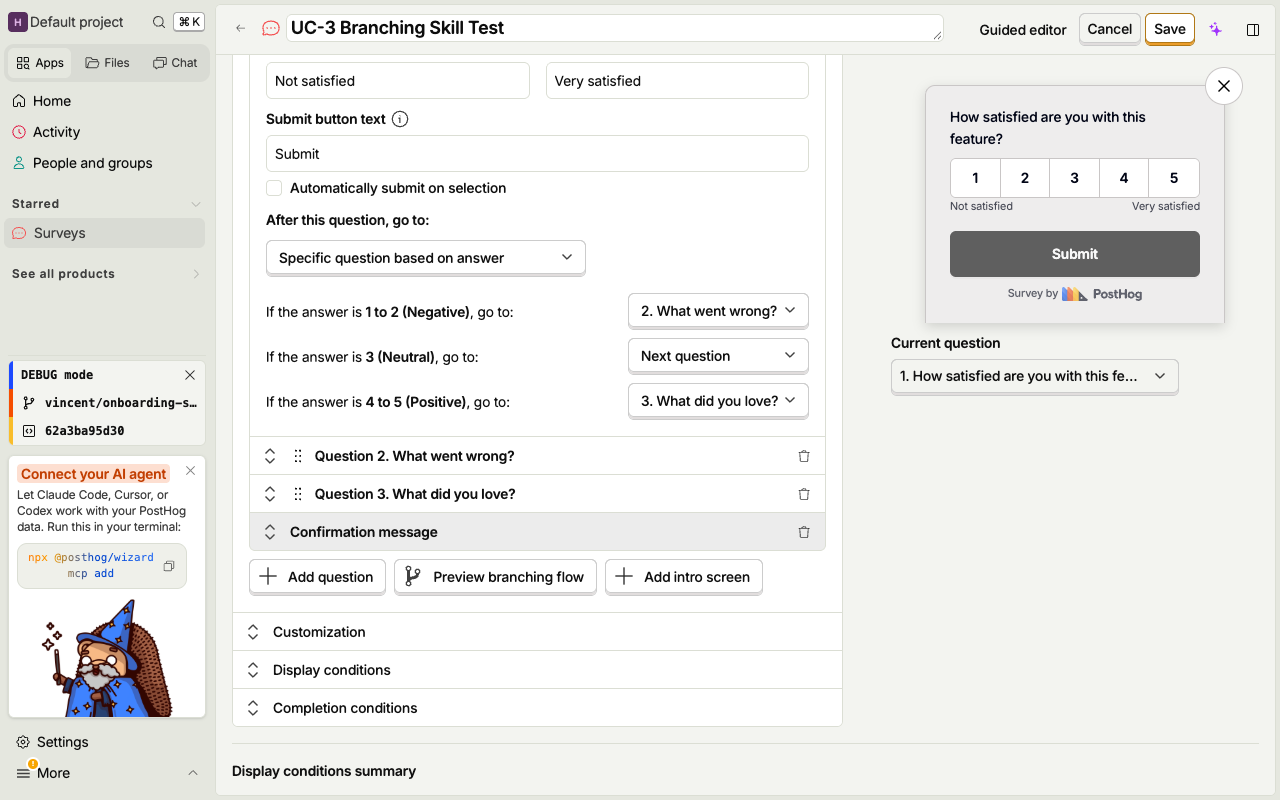 H Default project
⌘ K
Apps
Files
Chat
Home
Activity
People and groups
Starred
Surveys
See all products
DEBUG mode
vincent/onboarding-s...
62a3ba95d30
Connect your AI agent
Let Claude Code, Cursor, or
Codex work with your PostHog
data. Run this in your terminal:
npx @posthog/wizard
mcp add
Settings
More
UC-3 Branching Skill Test
Guided editor
Cancel
Save
Not satisfied
Very satisfied
Submit button text
Submit
Automatically submit on selection
After this question, go to:
Specific question based on answer
If the answer is 1 to 2 (Negative), go to:
2. What went wrong?
If the answer is 3 (Neutral), go to:
Next question
If the answer is 4 to 5 (Positive), go to:
3. What did you love?
Question 2. What went wrong?
Question 3. What did you love?
Confirmation message
Add question
Preview branching flow
Add intro screen
Customization
Display conditions
Completion conditions
Display conditions summary
How satisfied are you with this
feature?
1 2 3 4 5
Not satisfied
Very satisfied
Submit
Survey by PostHog
Current question
1. How satisfied are you with this fe...